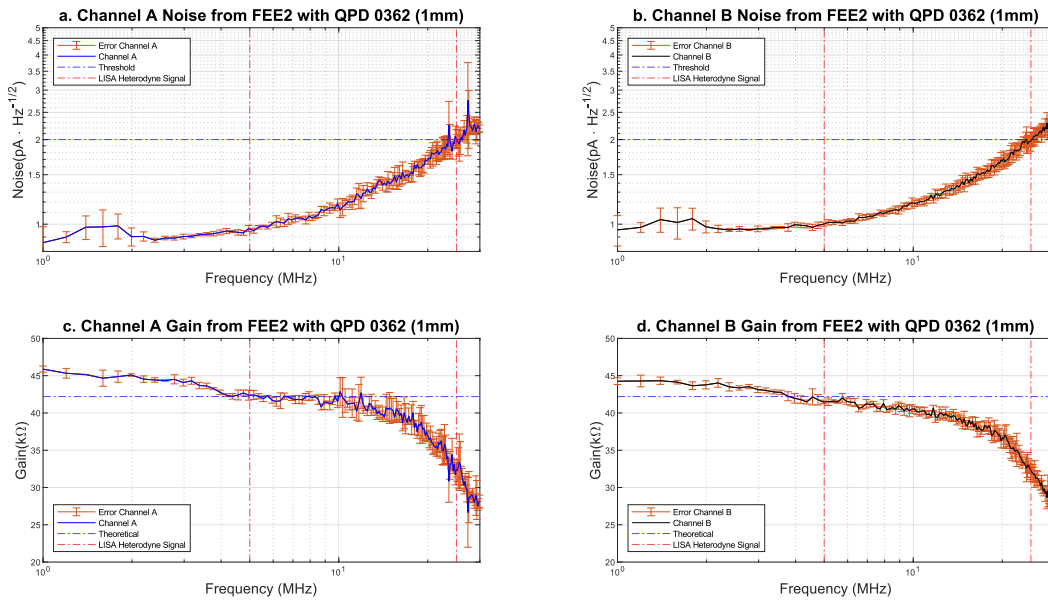 a. Channel A Noise from FEE2 with QPD 0362 (1mm)
5
4.5
4
3.5
3
2.5
2
1.5
1
Noise(pA · Hz^-1/2)
Error Channel A
Channel A
Threshold
LISA Heterodyne Signal
10^0
10^1
Frequency (MHz)
b. Channel B Noise from FEE2 with QPD 0362 (1mm)
5
4.5
4
3.5
3
2.5
2
1.5
1
Noise(pA · Hz^-1/2)
Error Channel B
Channel B
Threshold
LISA Heterodyne Signal
10^0
10^1
Frequency (MHz)
c. Channel A Gain from FEE2 with QPD 0362 (1mm)
50
45
40
35
30
25
20
Gain(kΩ)
Error Channel A
Channel A
Theoretical
LISA Heterodyne Signal
10^0
10^1
Frequency (MHz)
d. Channel B Gain from FEE2 with QPD 0362 (1mm)
50
45
40
35
30
25
20
Gain(kΩ)
Error Channel B
Channel B
Theoretical
LISA Heterodyne Signal
10^0
10^1
Frequency (MHz)